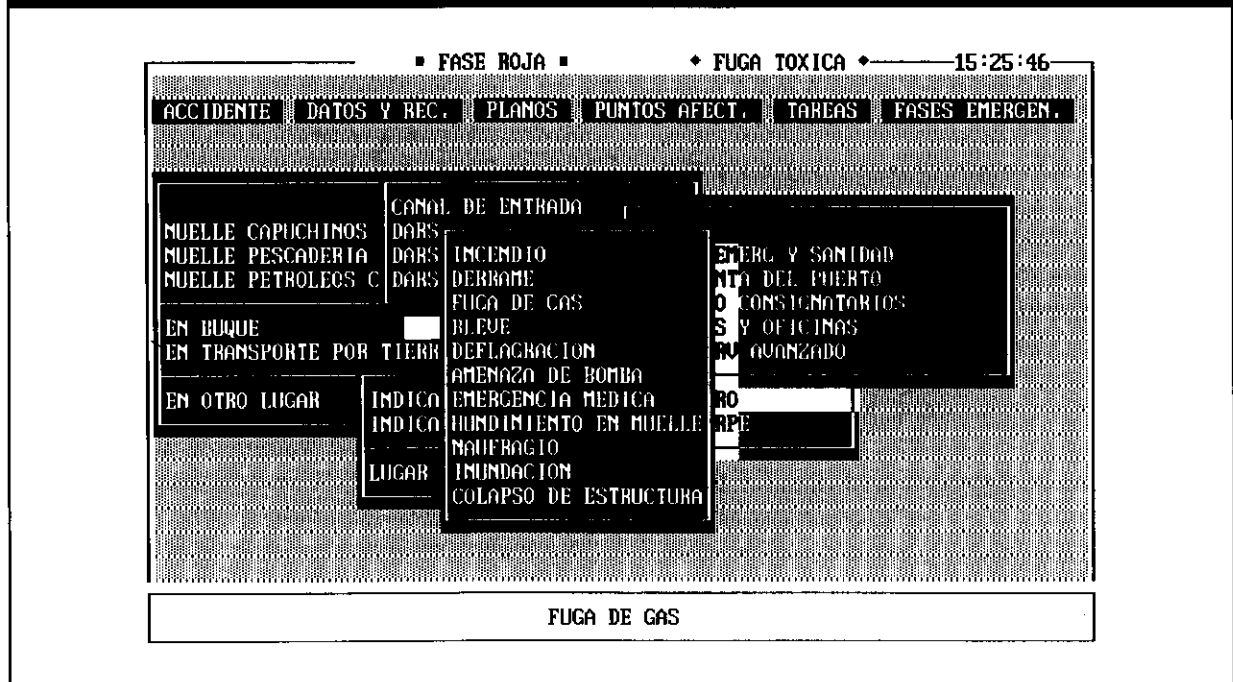 ▪ FASE ROJA ▪ ◆ FUGA TOXICA ◆ 15:25:46
ACCIDENTE DATOS Y REC. PLANOS PUNTOS AFECT. TAREAS FASES EMERGEN.
CANAL DE ENTRADA
MUELLE CAPUCHINOS DARS
MUELLE PESCADERIA DARS INCENDIO EMERG Y SANIDAD
MUELLE PETROLEOS C DARS DERRAME NTA DEL PUERTO
FUGA DE GAS O CONSIGNATARIOS
EN BUQUE BLEVE S Y OFICINAS
EN TRANSPORTE POR TIERR DEFLAGRACION RV AVANZADO
AMENAZA DE BOMBA
EN OTRO LUGAR INDICA EMERGENCIA MEDICA RO
INDICA HUNDIMIENTO EN MUELLE RPE
NAUFRAGIO
LUGAR INUNDACION
COLAPSO DE ESTRUCTURA
FUGA DE GAS